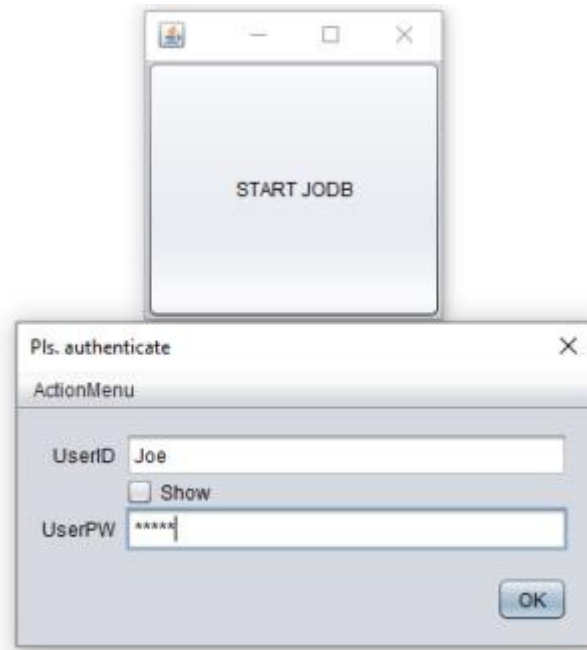 START JODB
Pls. authenticate
ActionMenu
UserID Joe
Show
UserPW *****
OK